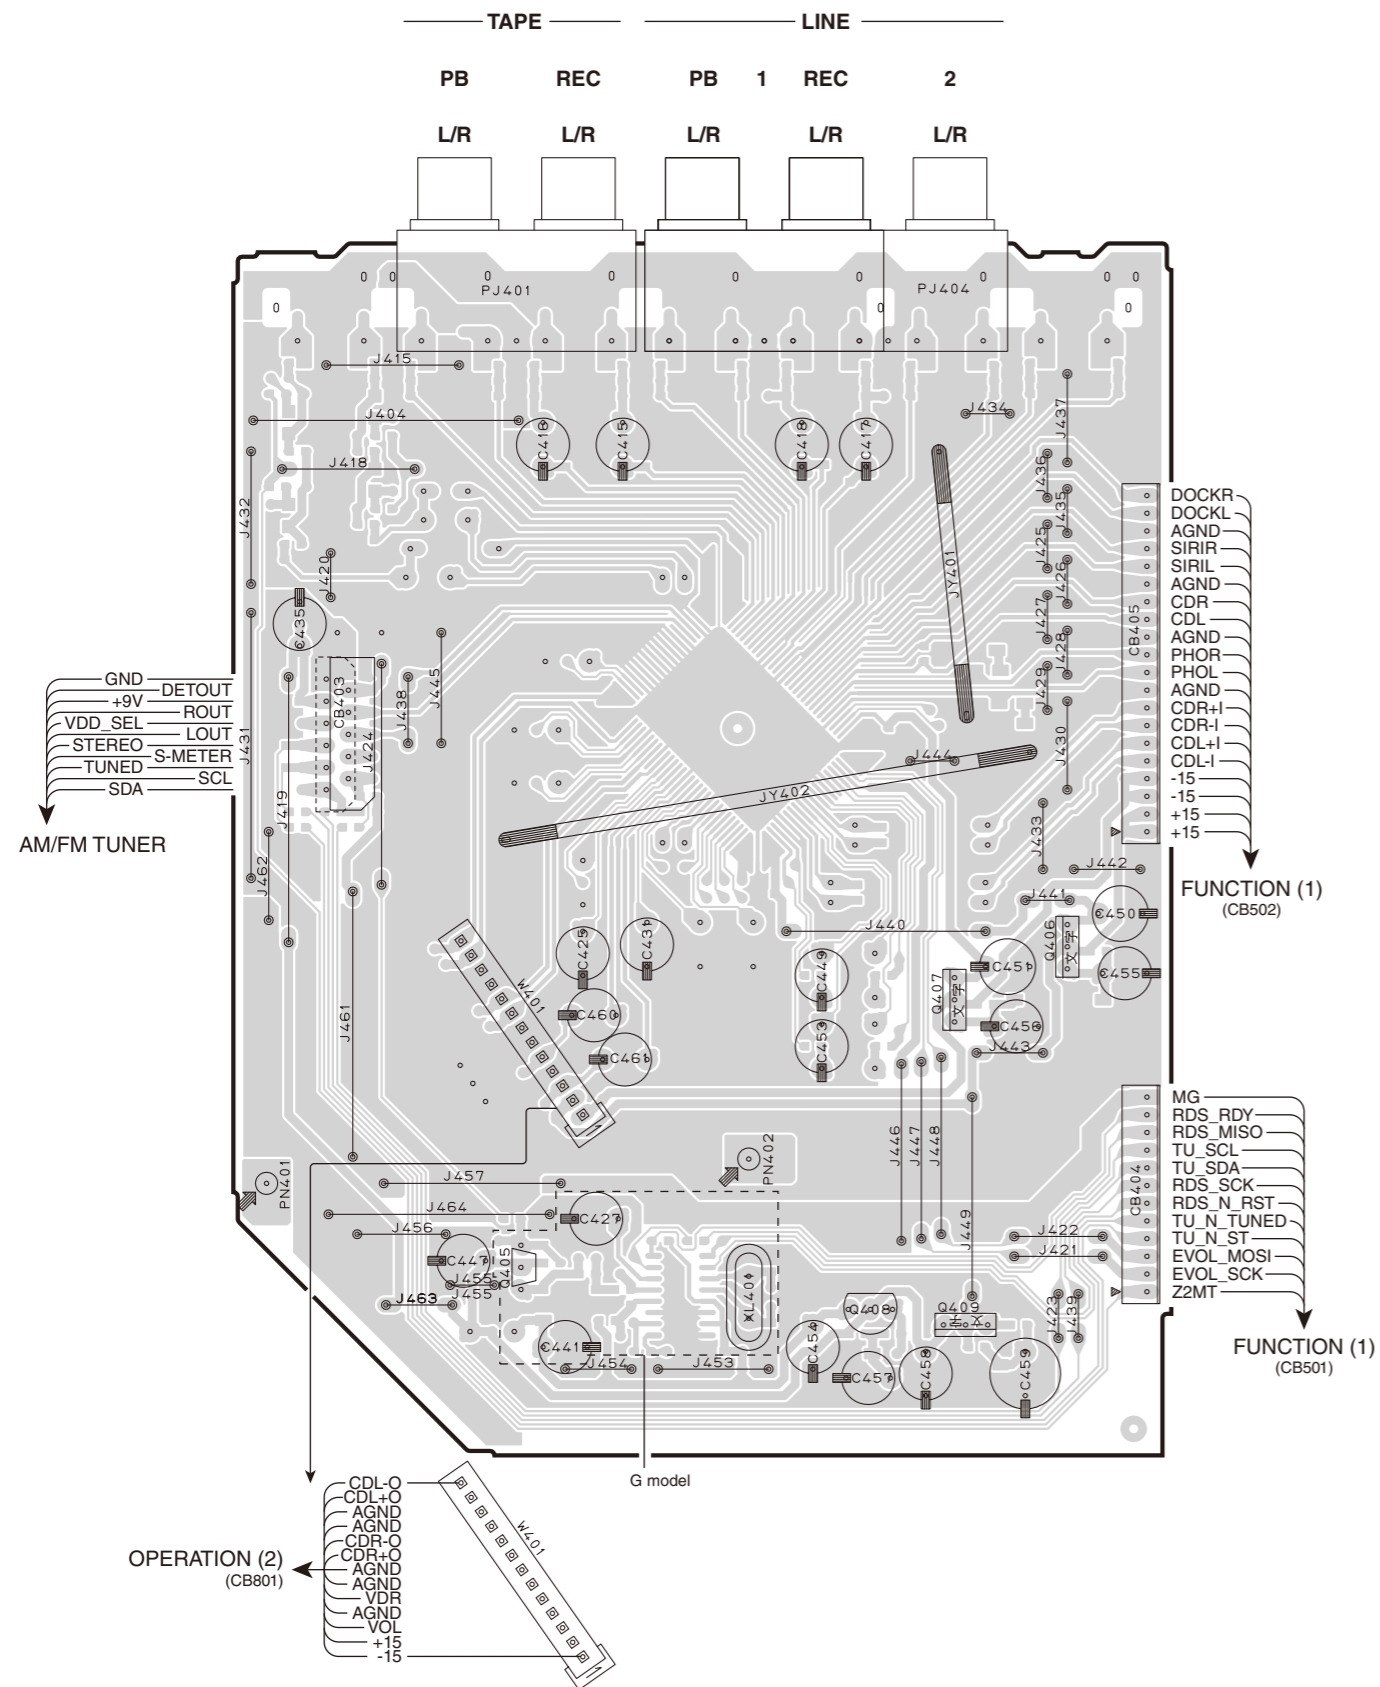 TAPE LINE
PB REC PB 1 REC 2
L/R L/R L/R L/R L/R
PJ401 PJ404
J415
J404
J434
J437
C416 C415 C418 C417
J418
J436
J432
J435
J425
J420
J426
JY401
J427
C435
J428
J429
CB405
DOCKR
DOCKL
AGND
SIRIR
SIRIL
AGND
CDR
CDL
AGND
PHOR
PHOL
AGND
CDR+I
CDR-I
CDL+I
CDL-I
-15
-15
+15
+15
FUNCTION (1)
(CB502)
GND
DETOUT
+9V
ROUT
VDD_SEL
LOUT
STEREO
S-METER
TUNED
SCL
SDA
AM/FM TUNER
CB403
J424
J438
J445
J431
J419
J462
J430
J444
JY402
J433
J442
J441
C450
J440
Q406
文字
C455
C451
Q407
文字
C456
J443
C425
C431
C449
W401
C460
C461
C453
J461
J446
J447
J448
J449
MG
RDS_RDY
RDS_MISO
TU_SCL
TU_SDA
RDS_SCK
RDS_N_RST
TU_N_TUNED
TU_N_ST
EVOL_MOSI
EVOL_SCK
Z2MT
CB404
FUNCTION (1)
(CB501)
PN401
PN402
J457
J464
C427
J456
J422
J421
C447
Q405
J455
J455
J463
XL401
J423
J439
Q408
Q409
文字
C441
C454
J454
J453
C457
C458
C459
G model
CDL-O
CDL+O
AGND
AGND
CDR-O
CDR+O
AGND
AGND
VDR
AGND
VOL
+15
-15
W401
OPERATION (2)
(CB801)